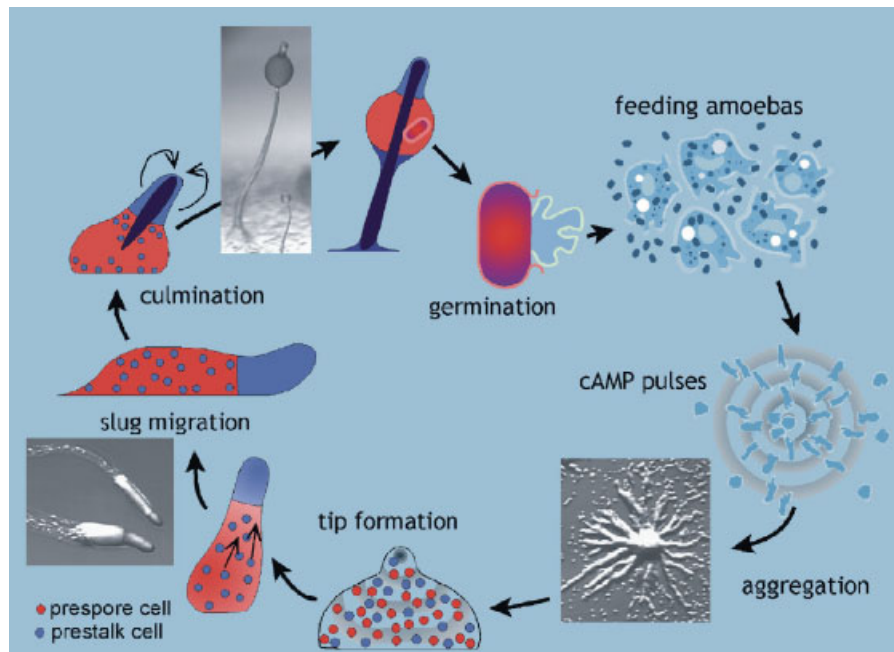 feeding amoebas
germination
culmination
cAMP pulses
slug migration
tip formation
aggregation
prespore cell
prestalk cell